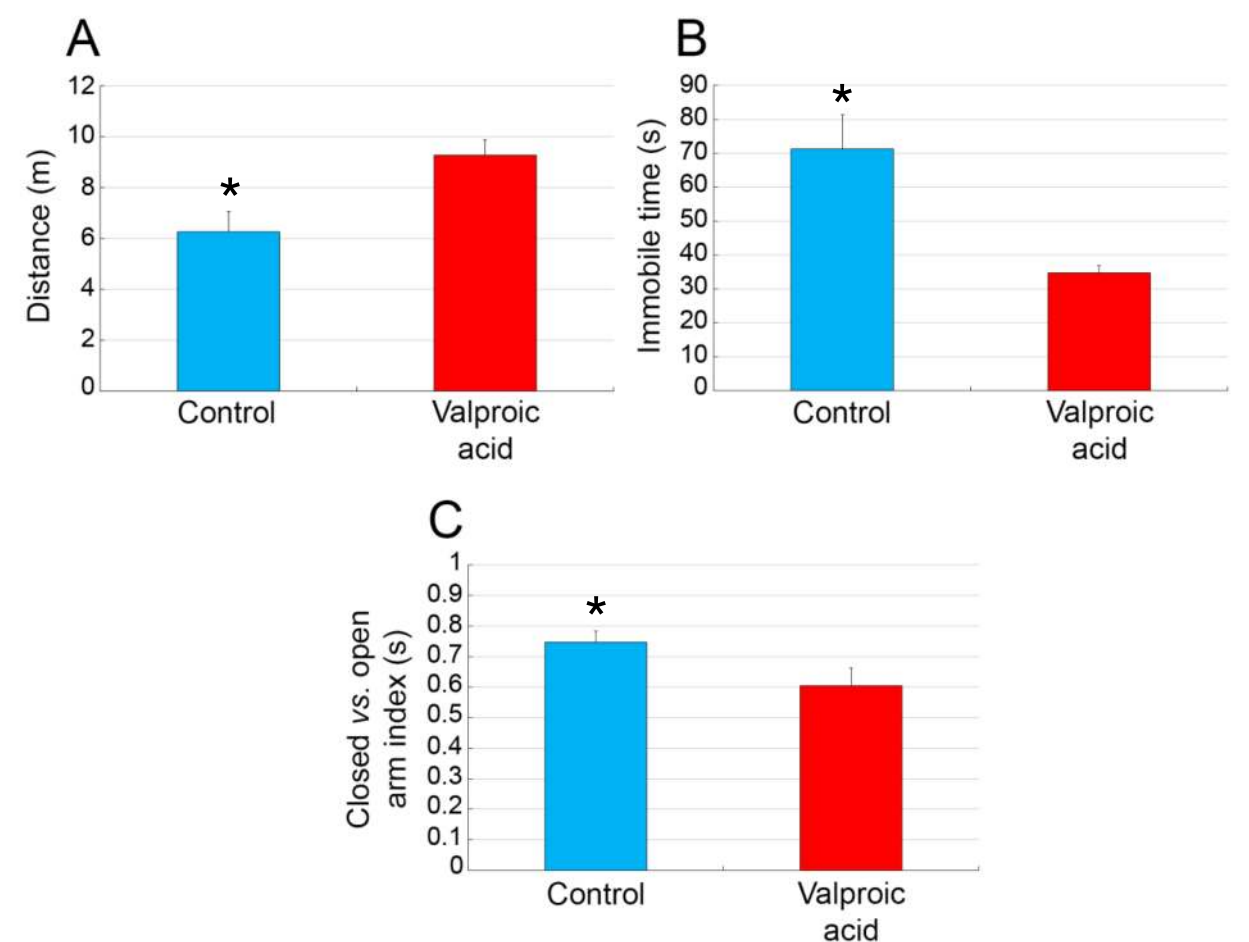 A
Distance (m)
12
10
8
6
4
2
0
*
Control
Valproic
acid
B
Immobile time (s)
90
80
70
60
50
40
30
20
10
0
*
Control
Valproic
acid
C
Closed vs. open
arm index (s)
1
0.9
0.8
0.7
0.6
0.5
0.4
0.3
0.2
0.1
0
*
Control
Valproic
acid